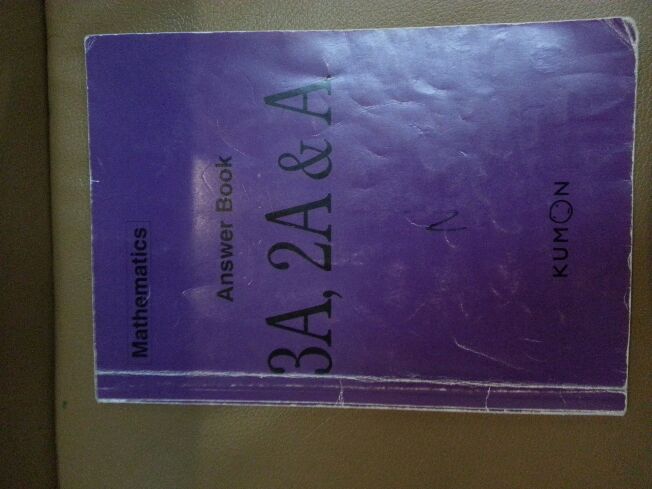 Mathematics
Answer Book
3A, 2A & A
KUMON